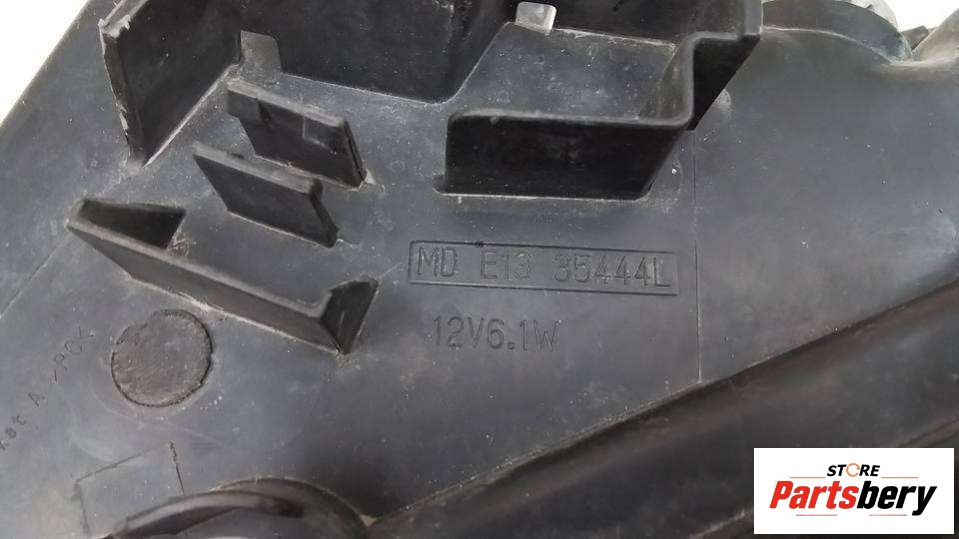 MD E13 35444L
12V6.1W
STORE
Partsbery